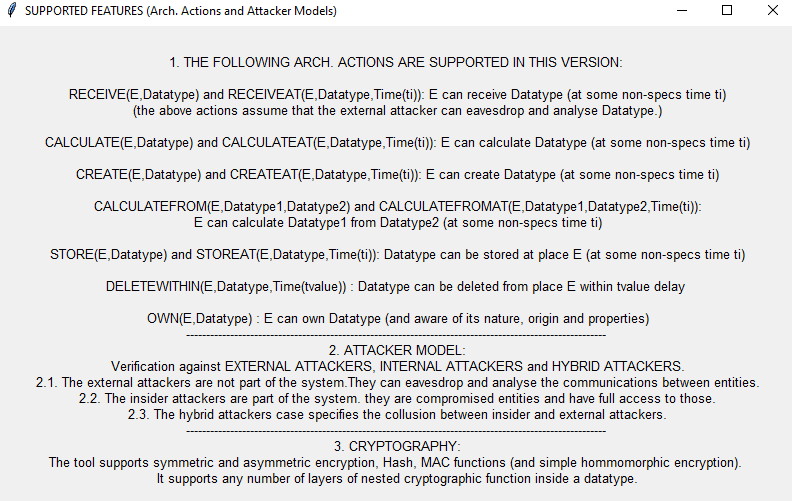 SUPPORTED FEATURES (Arch. Actions and Attacker Models)
1. THE FOLLOWING ARCH. ACTIONS ARE SUPPORTED IN THIS VERSION:
RECEIVE(E,Datatype) and RECEIVEAT(E,Datatype,Time(ti)): E can receive Datatype (at some non-specs time ti)
(the above actions assume that the external attacker can eavesdrop and analyse Datatype.)
CALCULATE(E,Datatype) and CALCULATEAT(E,Datatype,Time(ti)): E can calculate Datatype (at some non-specs time ti)
CREATE(E,Datatype) and CREATEAT(E,Datatype,Time(ti)): E can create Datatype (at some non-specs time ti)
CALCULATEFROM(E,Datatype1,Datatype2) and CALCULATEFROMAT(E,Datatype1,Datatype2,Time(ti)):
E can calculate Datatype1 from Datatype2 (at some non-specs time ti)
STORE(E,Datatype) and STOREAT(E,Datatype,Time(ti)): Datatype can be stored at place E (at some non-specs time ti)
DELETEWITHIN(E,Datatype,Time(tvalue)) : Datatype can be deleted from place E within tvalue delay
OWN(E,Datatype) : E can own Datatype (and aware of its nature, origin and properties)
2. ATTACKER MODEL:
Verification against EXTERNAL ATTACKERS, INTERNAL ATTACKERS and HYBRID ATTACKERS.
2.1. The external attackers are not part of the system.They can eavesdrop and analyse the communications between entities.
2.2. The insider attackers are part of the system. they are compromised entities and have full access to those.
2.3. The hybrid attackers case specifies the collusion between insider and external attackers.
3. CRYPTOGRAPHY:
The tool supports symmetric and asymmetric encryption, Hash, MAC functions (and simple hommomorphic encryption).
It supports any number of layers of nested cryptographic function inside a datatype.